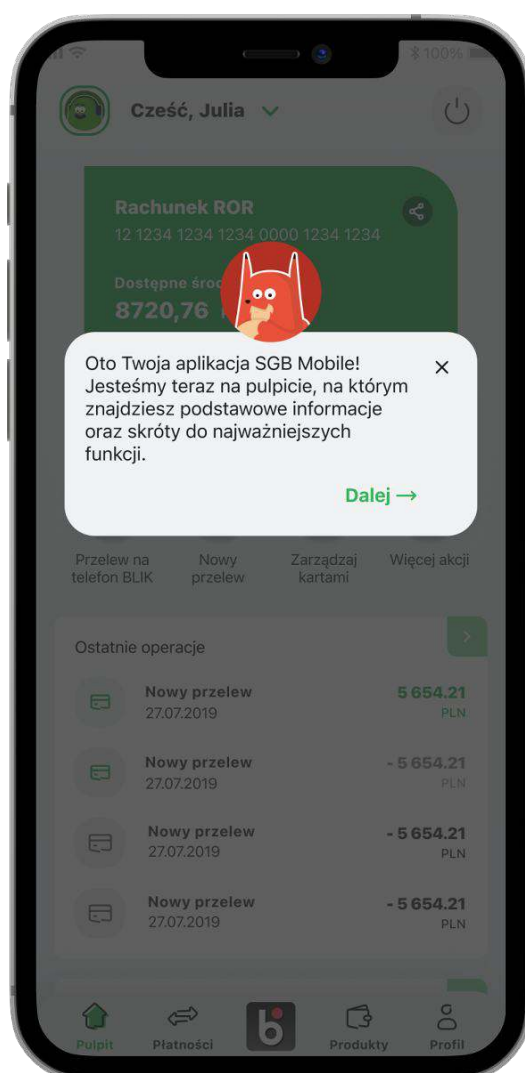 100%
Cześć, Julia
Rachunek ROR
12 1234 1234 1234 0000 1234 1234
Dostępne
8720,76
Oto Twoja aplikacja SGB Mobile!
Jesteśmy teraz na pulpicie, na którym
znajdziesz podstawowe informacje
oraz skróty do najważniejszych
funkcji.
Dalej →
Przelew na
telefon BLIK
Nowy
przelew
Zarządzaj
kartami
Więcej akcji
Ostatnie operacje
Nowy przelew
5 654.21
27.07.2019
PLN
Nowy przelew
- 5 654.21
27.07.2019
PLN
Nowy przelew
- 5 654.21
27.07.2019
PLN
Nowy przelew
- 5 654.21
27.07.2019
PLN
Pulpit
Płatności
Produkty
Profil